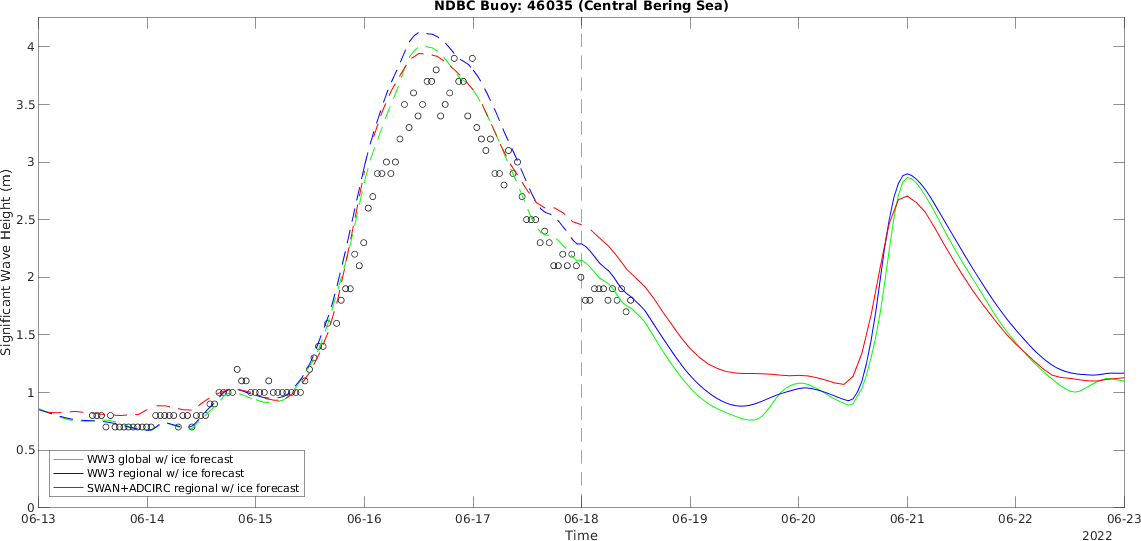 NDBC Buoy: 46035 (Central Bering Sea)
Significant Wave Height (m)
4
3.5
3
2.5
2
1.5
1
0.5
0
WW3 global w/ ice forecast
WW3 regional w/ ice forecast
SWAN+ADCIRC regional w/ ice forecast
06-13 06-14 06-15 06-16 06-17 06-18 06-19 06-20 06-21 06-22 06-23
Time
2022